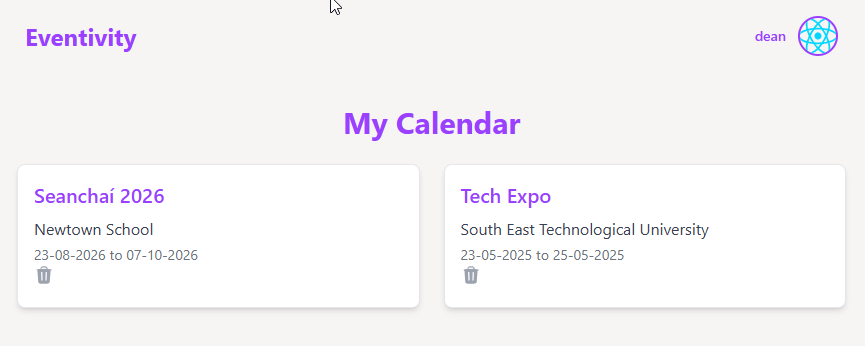 Eventivity
dean
My Calendar
Seanchaí 2026
Newtown School
23-08-2026 to 07-10-2026
Tech Expo
South East Technological University
23-05-2025 to 25-05-2025